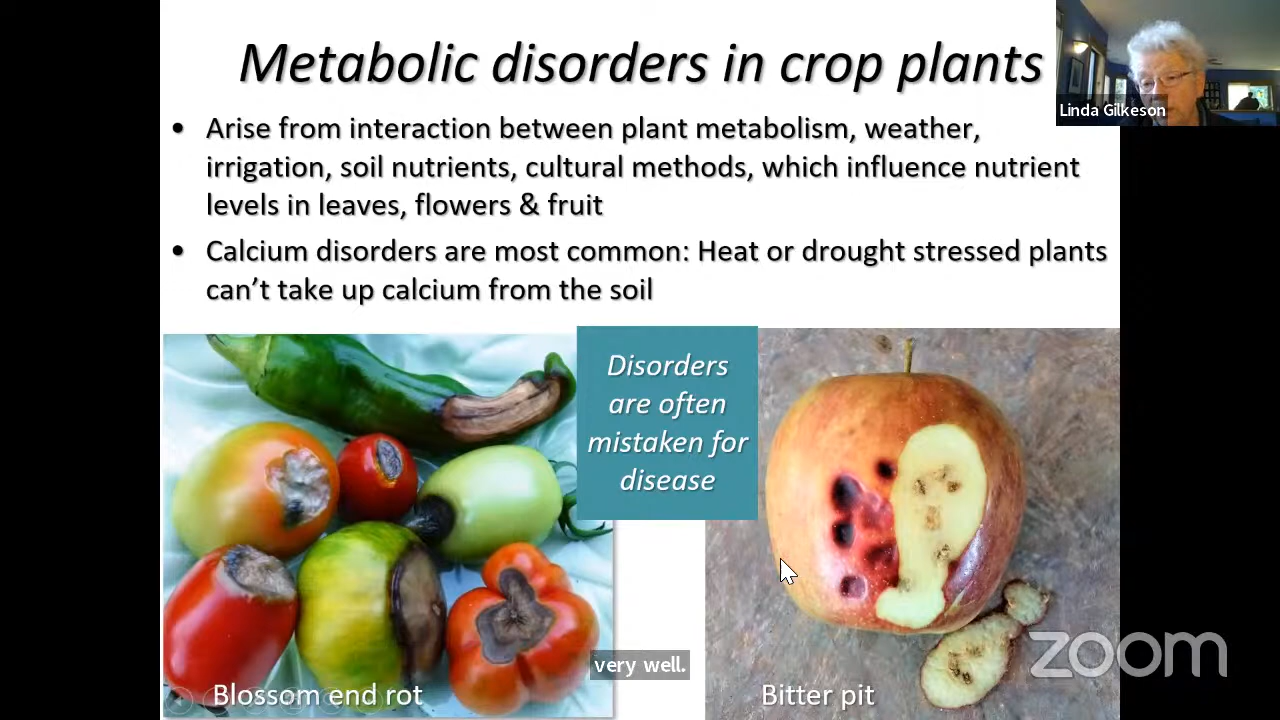 Metabolic disorders in crop plants
Linda Gilkeson
• Arise from interaction between plant metabolism, weather,
irrigation, soil nutrients, cultural methods, which influence nutrient
levels in leaves, flowers & fruit
• Calcium disorders are most common: Heat or drought stressed plants
can’t take up calcium from the soil
Disorders
are often
mistaken for
disease
very well.
Blossom end rot
Bitter pit
zoom